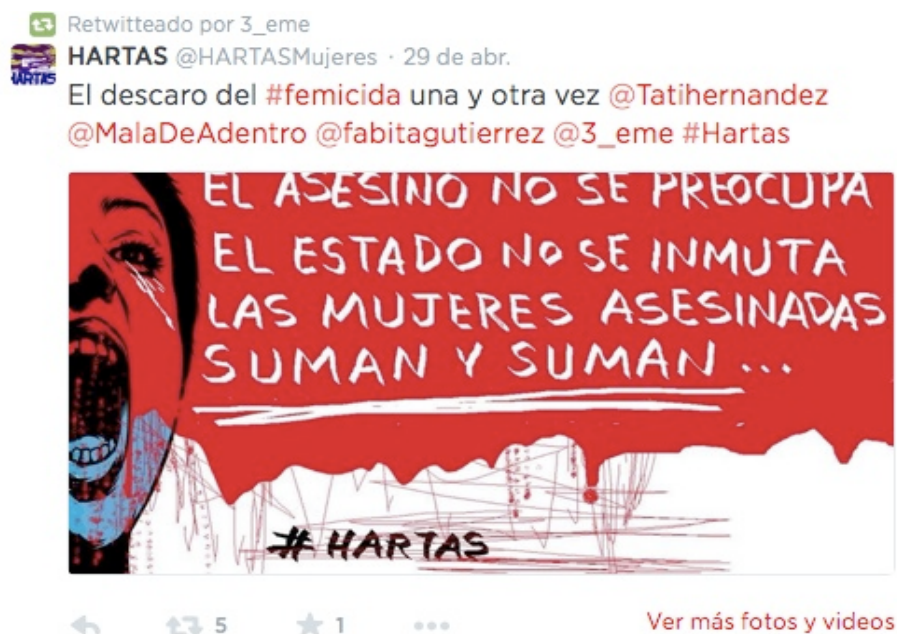 Retwitteado por 3_eme
HARTAS @HARTASMujeres · 29 de abr.
El descaro del #femicida una y otra vez @Tatihernandez
@MalaDeAdentro @fabitagutierrez @3_eme #Hartas
EL ASESINO NO SE PREOCUPA
EL ESTADO NO SE INMUTA
LAS MUJERES ASESINADAS
SUMAN Y SUMAN ...
# HARTAS
5 1 Ver más fotos y videos